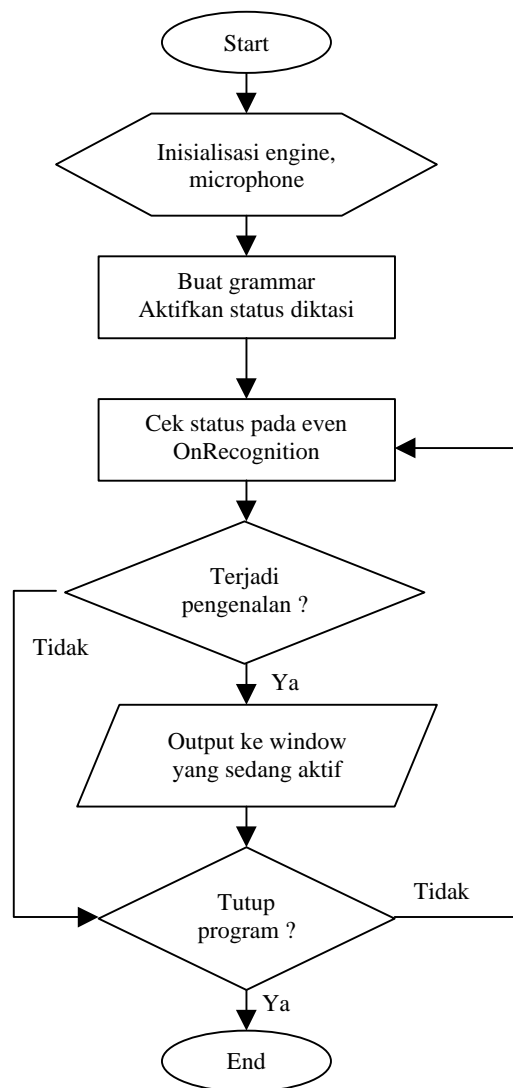 Start
Inisialisasi engine,
microphone
Buat grammar
Aktifkan status diktasi
Cek status pada even
OnRecognition
Terjadi
pengenalan ?
Tidak
Ya
Output ke window
yang sedang aktif
Tutup
program ?
Tidak
Ya
End